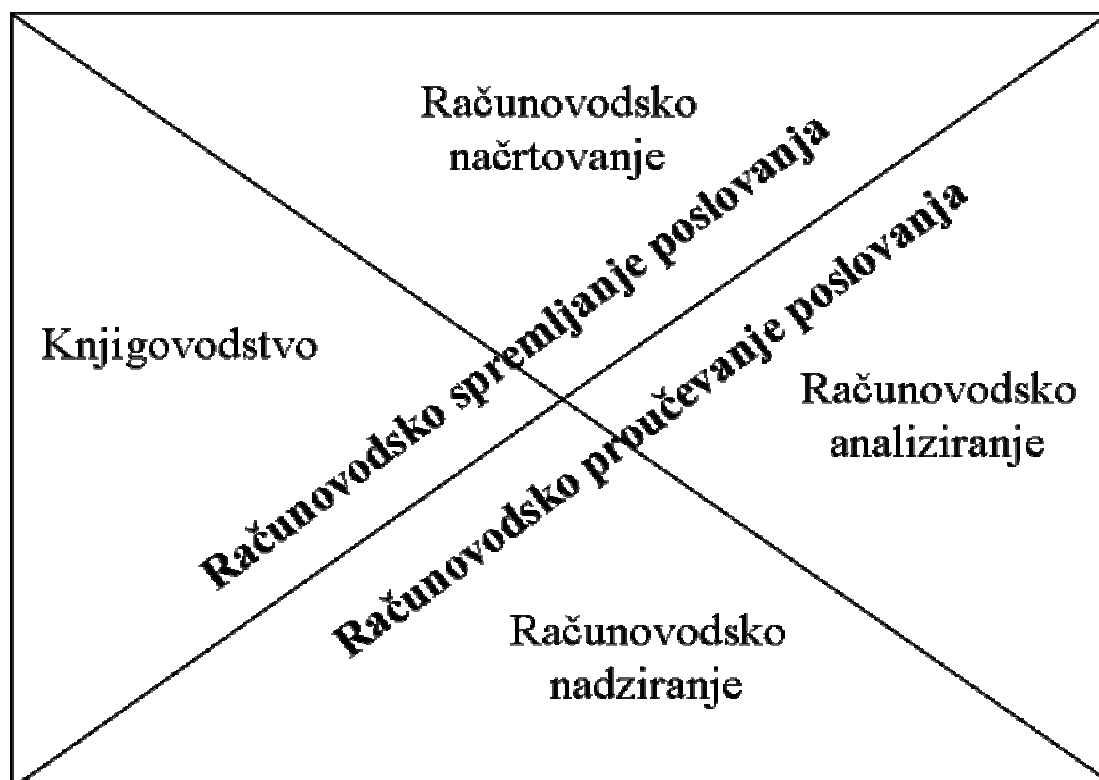 Računovodsko
načrtovanje
Računovodsko spremljanje poslovanja
Računovodsko proučevanje poslovanja
Knjigovodstvo
Računovodsko
analiziranje
Računovodsko
nadziranje